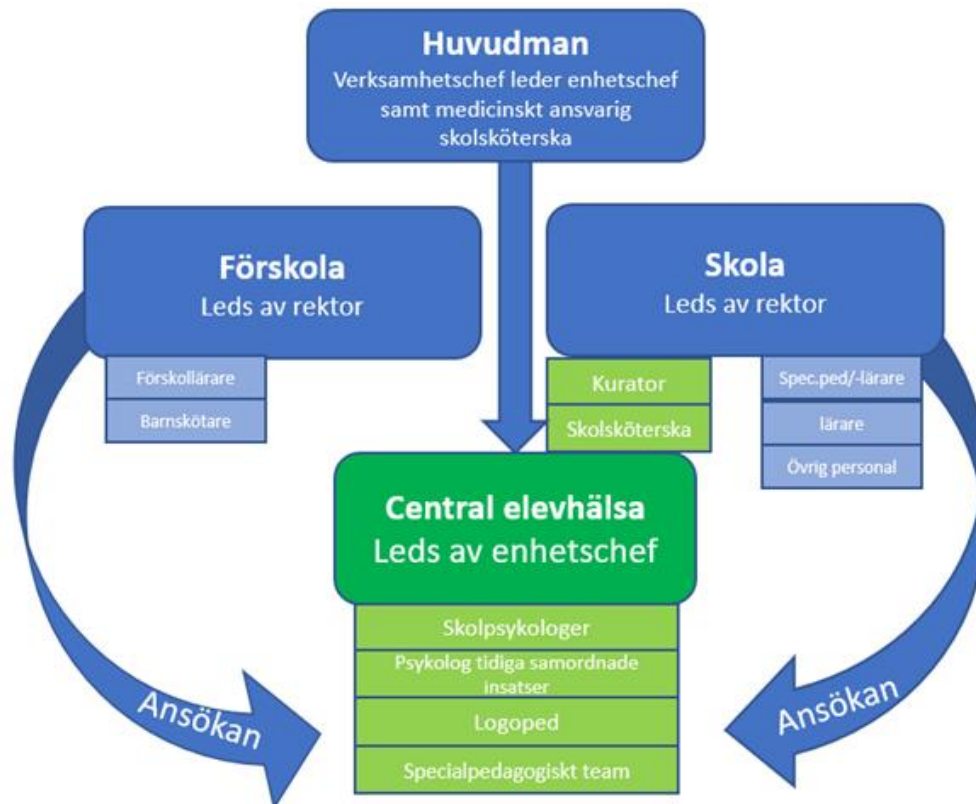 Huvudman
Verksamhetschef leder enhetschef
samt medicinskt ansvarig
skolsköterska
Förskola
Leds av rektor
Förskollärare
Barnskötare
Skola
Leds av rektor
Kurator
Skolsköterska
Spec.ped/-lärare
lärare
Övrig personal
Central elevhälsa
Leds av enhetschef
Skolpsykologer
Psykolog tidiga samordnade
insatser
Logoped
Specialpedagogiskt team
Ansökan
Ansökan